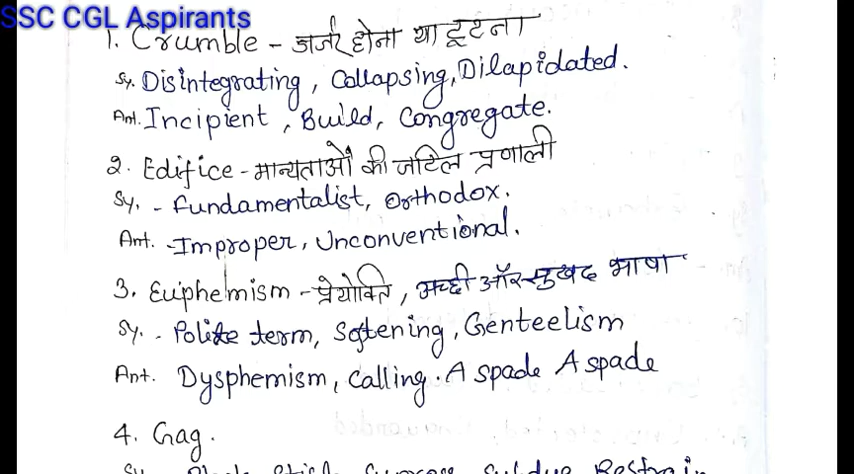 SSC CGL Aspirants
1. Crumble - जर्जर होना या टूटना
Sy. Disintegrating, Collapsing, Dilapidated.
Ant. Incipient, Build, Congregate.
2. Edifice - मान्यताओं की जटिल प्रणाली
Sy. - Fundamentalist, Orthodox.
Ant. - Improper, Unconventional.
3. Euphemism - प्रेयोक्ति, अच्छी और सुखद भाषा
Sy. - Polite term, Softening, Genteelism
Ant. Dysphemism, Calling. A spade A spade
4. Gag.
Sy. Restrain